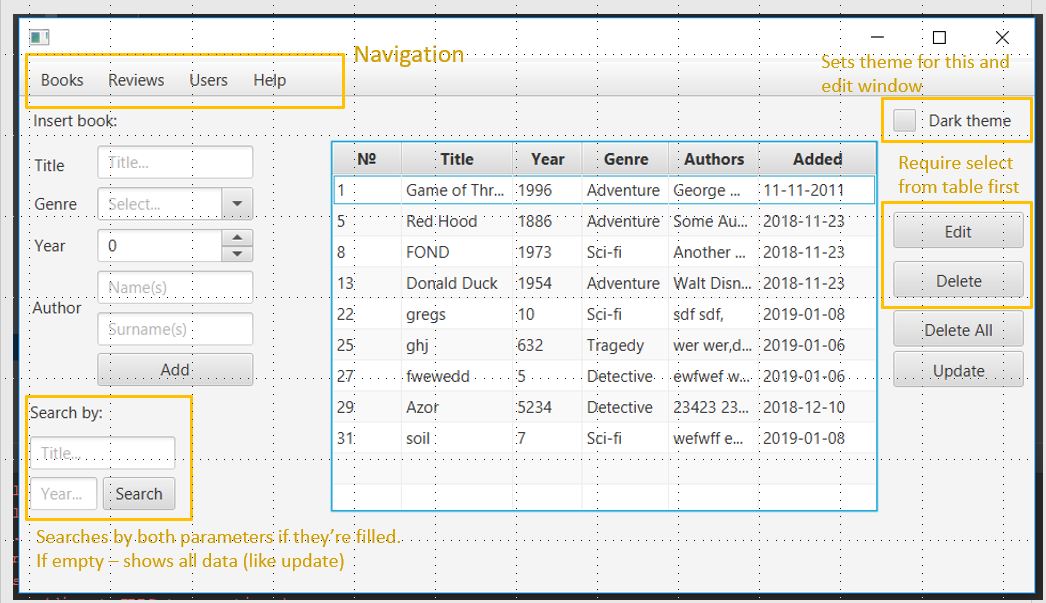 Navigation
Sets theme for this and
edit window
Books Reviews Users Help
Dark theme
Insert book:
Title Title...
Genre Select...
Year 0
Author Name(s)
Surname(s)
Add
Require select
from table first
Edit
Delete
Delete All
Update
№ Title Year Genre Authors Added
1 Game of Thr... 1996 Adventure George ... 11-11-2011
5 Red Hood 1886 Adventure Some Au... 2018-11-23
8 FOND 1973 Sci-fi Another ... 2018-11-23
13 Donald Duck 1954 Adventure Walt Disn... 2018-11-23
22 gregs 10 Sci-fi sdf sdf, 2019-01-08
25 ghj 632 Tragedy wer wer,d... 2019-01-06
27 fwewedd 5 Detective ewfwef w... 2019-01-06
29 Azor 5234 Detective 23423 23... 2018-12-10
31 soil 7 Sci-fi wefwff e... 2019-01-08
Search by:
Title...
Year... Search
Searches by both parameters if they're filled.
If empty – shows all data (like update)